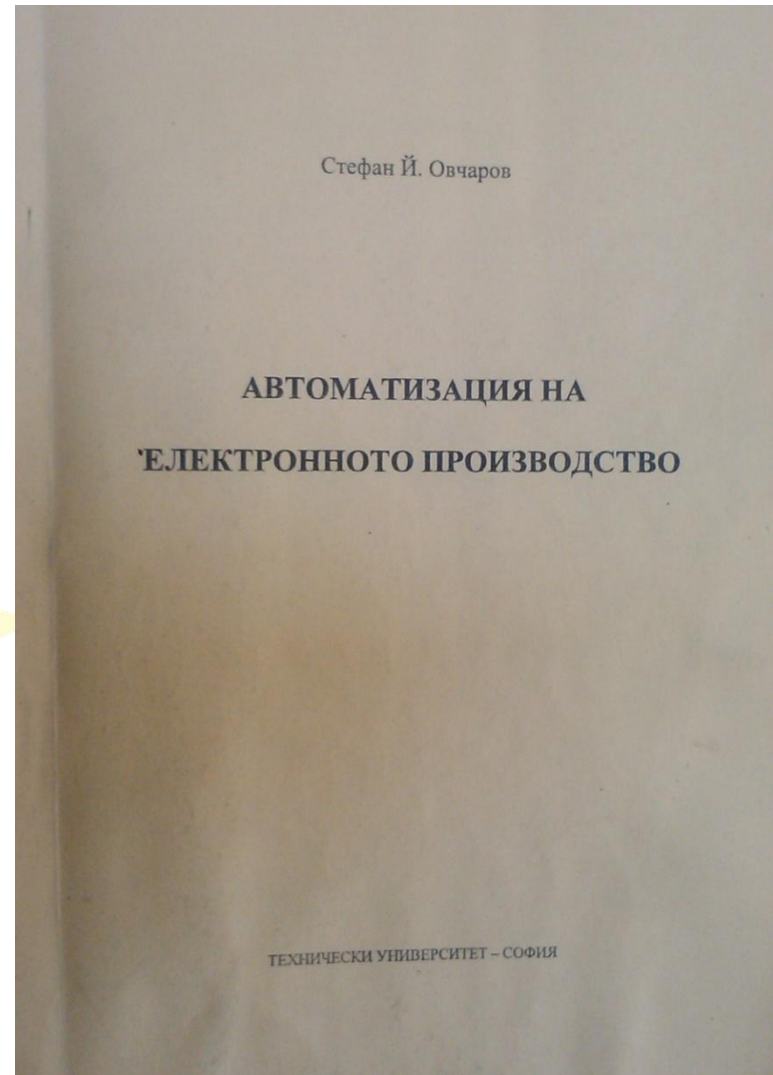 Стефан Й. Овчаров
АВТОМАТИЗАЦИЯ НА
ЕЛЕКТРОННОТО ПРОИЗВОДСТВО
ТЕХНИЧЕСКИ УНИВЕРСИТЕТ – СОФИЯ